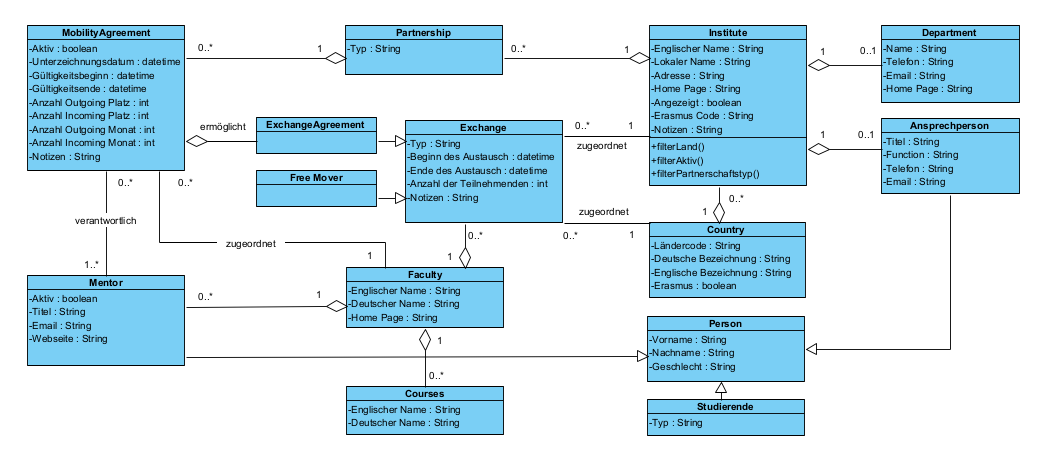 MobilityAgreement
-Aktiv : boolean
-Unterzeichnungsdatum : datetime
-Gültigkeitsbeginn : datetime
-Gültigkeitsende : datetime
-Anzahl Outgoing Platz : int
-Anzahl Incoming Platz : int
-Anzahl Outgoing Monat : int
-Anzahl Incoming Monat : int
-Notizen : String
0..*
1
Partnership
-Typ : String
0..*
1
Institute
-Englischer Name : String
-Lokaler Name : String
-Adresse : String
-Home Page : String
-Angezeigt : boolean
-Erasmus Code : String
-Notizen : String
+filterLand()
+filterAktiv()
+filterPartnerschaftstyp()
1
0..1
Department
-Name : String
-Telefon : String
-Email : String
-Home Page : String
1
0..1
Ansprechperson
-Titel : String
-Function : String
-Telefon : String
-Email : String
ermöglicht
ExchangeAgreement
Free Mover
Exchange
-Typ : String
-Beginn des Austausch : datetime
-Ende des Austausch : datetime
-Anzahl der Teilnehmenden : int
-Notizen : String
0..*
1
zugeordnet
zugeordnet
0..*
1
0..*
1
Country
-Ländercode : String
-Deutsche Bezeichnung : String
-Englische Bezeichnung : String
-Erasmus : boolean
0..*
0..*
verantwortlich
1..*
zugeordnet
1
0..*
1
Mentor
-Aktiv : boolean
-Titel : String
-Email : String
-Webseite : String
0..*
1
Faculty
-Englischer Name : String
-Deutscher Name : String
-Home Page : String
1
0..*
Courses
-Englischer Name : String
-Deutscher Name : String
Person
-Vorname : String
-Nachname : String
-Geschlecht : String
Studierende
-Typ : String